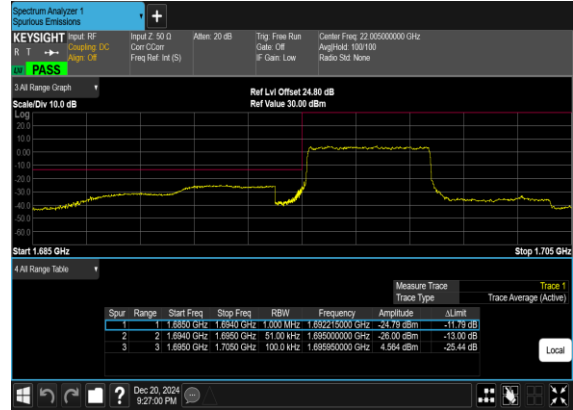 Spectrum Analyzer 1
Spurious Emissions
KEYSIGHT Input: RF Input Z: 50 Ω Atten: 20 dB Trig: Free Run Center Freq: 22.005000000 GHz
R T Coupling: DC Corr CCorr Gate: Off Avg|Hold: 100/100
Align: Off Freq Ref: Int (S) IF Gain: Low Radio Std: None
LM PASS
3 All Range Graph
Ref Lvl Offset 24.80 dB
Scale/Div 10.0 dB Ref Value 30.00 dBm
Log
20.0
10.0
0.00
-10.0
-20.0
-30.0
-40.0
-50.0
-60.0
Start 1.685 GHz Stop 1.705 GHz
4 All Range Table
Measure Trace Trace 1
Trace Type Trace Average (Active)
Spur Range Start Freq Stop Freq RBW Frequency Amplitude ΔLimit
1 1 1.6850 GHz 1.6940 GHz 1.000 MHz 1.692215000 GHz -24.79 dBm -11.79 dB
2 2 1.6940 GHz 1.6950 GHz 51.00 kHz 1.695000000 GHz -26.00 dBm -13.00 dB
3 3 1.6950 GHz 1.7050 GHz 100.0 kHz 1.695950000 GHz 4.564 dBm -25.44 dB
Local
? Dec 20, 2024
9:27:00 PM